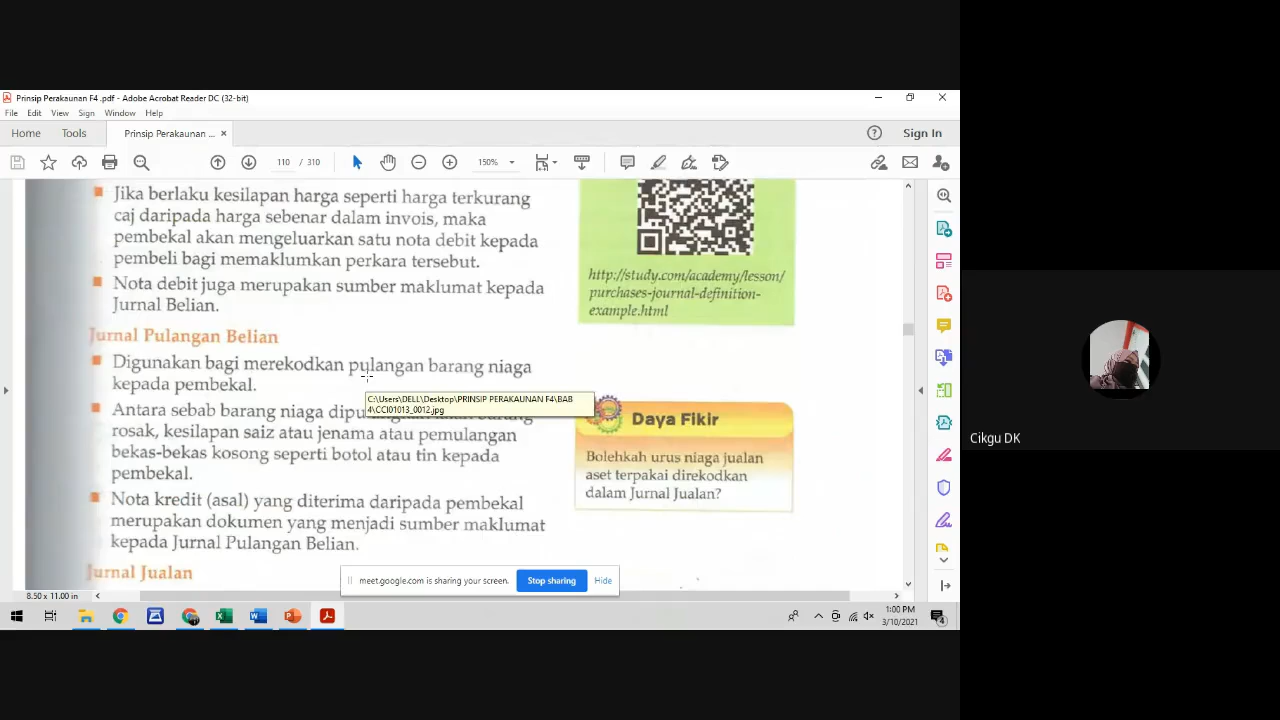 Prinsip Perakaunan F4 .pdf - Adobe Acrobat Reader DC (32-bit)
File Edit View Sign Window Help
Home Tools Prinsip Perakaunan ... × Sign In
110 / 310 150%
Jika berlaku kesilapan harga seperti harga terkurang
caj daripada harga sebenar dalam invois, maka
pembekal akan mengeluarkan satu nota debit kepada
pembeli bagi memaklumkan perkara tersebut.
Nota debit juga merupakan sumber maklumat kepada
Jurnal Belian.
Jurnal Pulangan Belian
Digunakan bagi merekodkan pulangan barang niaga
kepada pembekal.
Antara sebab barang niaga
rosak, kesilapan saiz atau jenama atau pemulangan
bekas-bekas kosong seperti botol atau tin kepada
pembekal.
Nota kredit (asal) yang diterima daripada pembekal
merupakan dokumen yang menjadi sumber maklumat
kepada Jurnal Pulangan Belian.
Jurnal Jualan
http://study.com/academy/lesson/
purchases-journal-definition-
example.html
C:\Users\DELL\Desktop\PRINSIP PERAKAUNAN F4\BAB
4\CCI01013_0012.jpg
Daya Fikir
Bolehkah urus niaga jualan
aset terpakai direkodkan
dalam Jurnal Jualan?
meet.google.com is sharing your screen. Stop sharing Hide
8.50 x 11.00 in
1:00 PM
3/10/2021
4
Cikgu DK